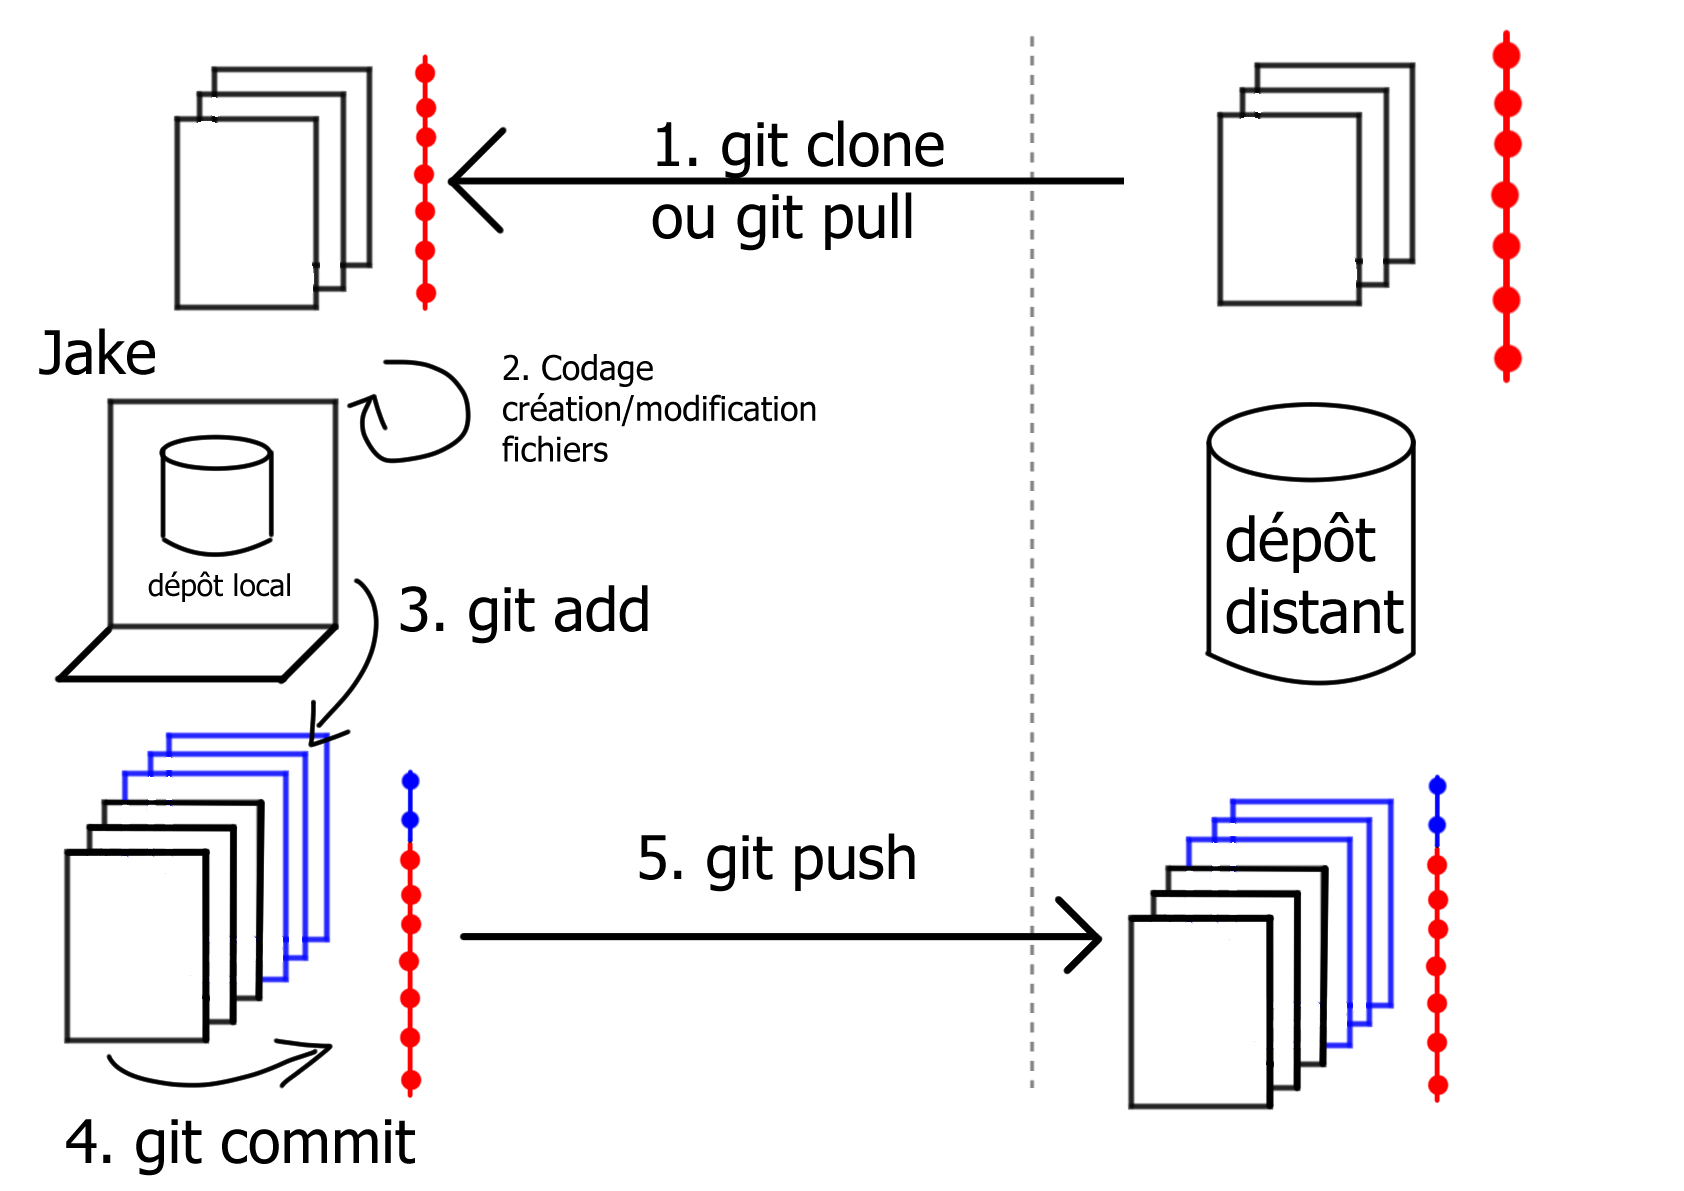 1. git clone
ou git pull
Jake
2. Codage
création/modification
fichiers
dépôt local
3. git add
dépôt
distant
5. git push
4. git commit